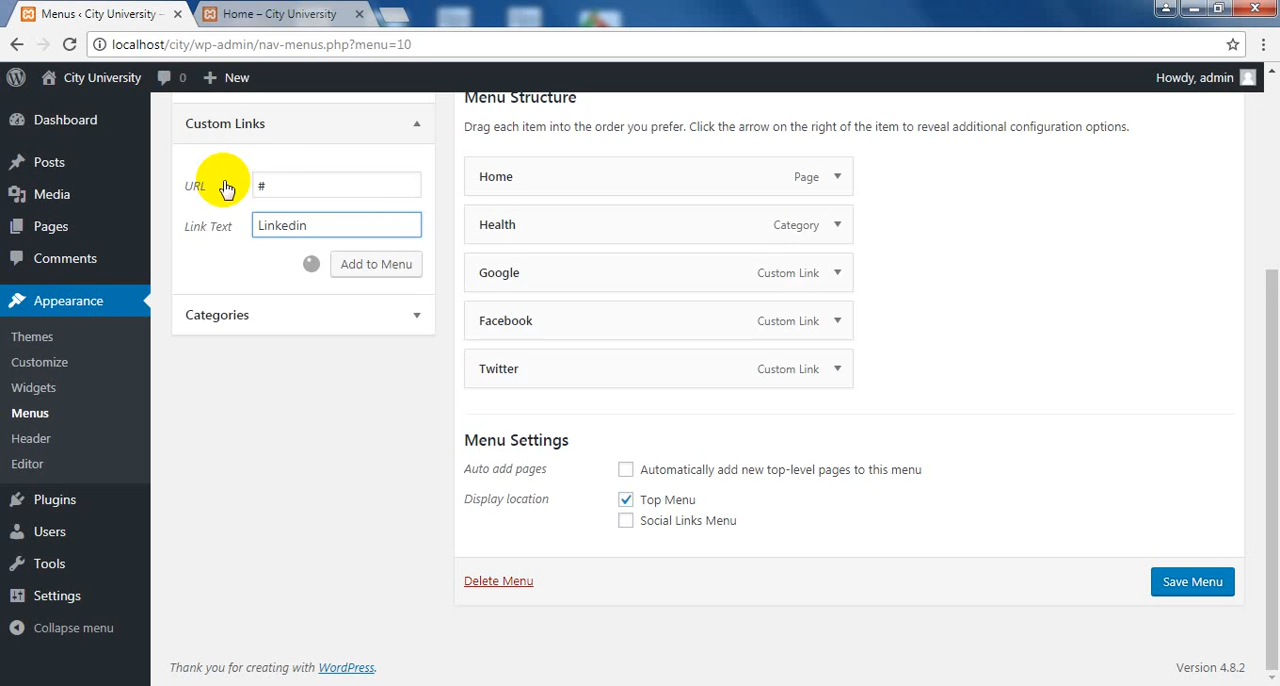 Menus ‹ City University –
Home – City University
localhost/city/wp-admin/nav-menus.php?menu=10
City University
0
New
Howdy, admin
Dashboard
Posts
Media
Pages
Comments
Appearance
Themes
Customize
Widgets
Menus
Header
Editor
Plugins
Users
Tools
Settings
Collapse menu
Custom Links
URL
#
Link Text
Linkedin
Add to Menu
Categories
Menu Structure
Drag each item into the order you prefer. Click the arrow on the right of the item to reveal additional configuration options.
Home Page
Health Category
Google Custom Link
Facebook Custom Link
Twitter Custom Link
Menu Settings
Auto add pages
Automatically add new top-level pages to this menu
Display location
Top Menu
Social Links Menu
Delete Menu
Save Menu
Thank you for creating with WordPress.
Version 4.8.2